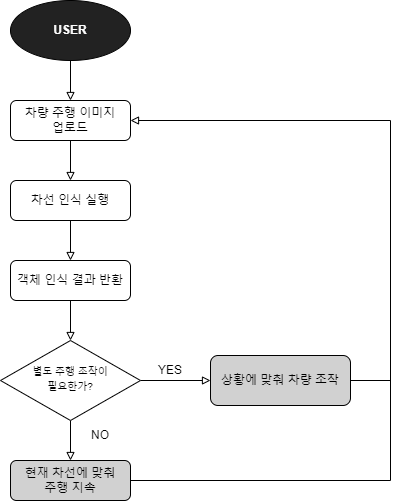 USER
차량 주행 이미지
업로드
차선 인식 실행
객체 인식 결과 반환
별도 주행 조작이
필요한가?
YES
상황에 맞춰 차량 조작
NO
현재 차선에 맞춰
주행 지속